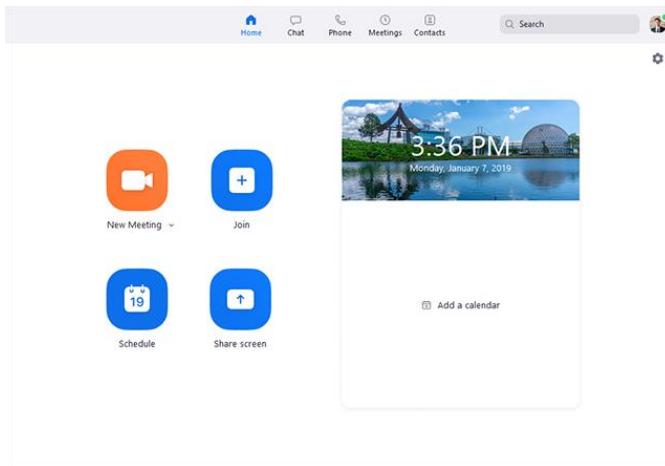 Home
Chat
Phone
Meetings
Contacts
Search
3:36 PM
Monday, January 7, 2019
New Meeting
Join
19
Schedule
Share screen
Add a calendar